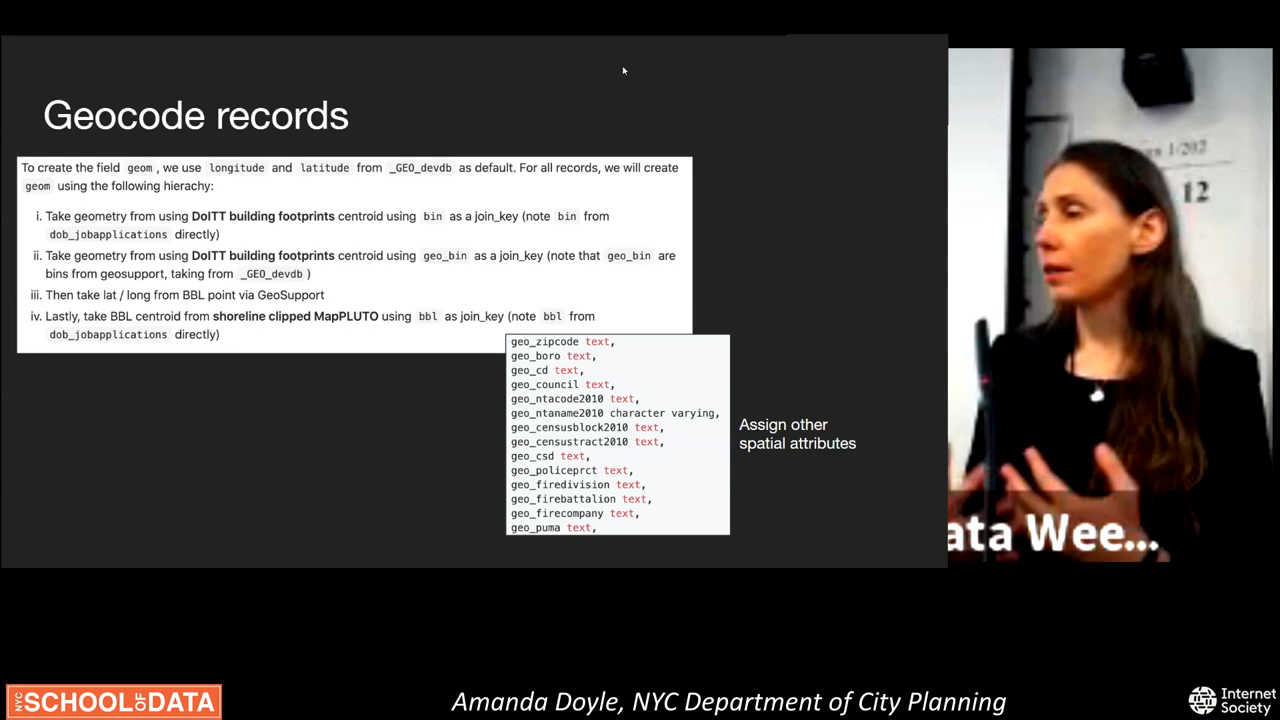 Geocode records
To create the field geom , we use longitude and latitude from _GEO_devdb as default. For all records, we will create
geom using the following hierachy:
i. Take geometry from using DoITT building footprints centroid using bin as a join_key (note bin from
dob_jobapplications directly)
ii. Take geometry from using DoITT building footprints centroid using geo_bin as a join_key (note that geo_bin are
bins from geosupport, taking from _GEO_devdb )
iii. Then take lat / long from BBL point via GeoSupport
iv. Lastly, take BBL centroid from shoreline clipped MapPLUTO using bbl as join_key (note bbl from
dob_jobapplications directly)
geo_zipcode text,
geo_boro text,
geo_cd text,
geo_council text,
geo_ntacode2010 text,
geo_ntaname2010 character varying,
geo_censusblock2010 text,
geo_censustract2010 text,
geo_csd text,
geo_policeprct text,
geo_firedivision text,
geo_firebattalion text,
geo_firecompany text,
geo_puma text,
Assign other
spatial attributes
1/202
12
ata Wee...
NYC SCHOOL OF DATA
Amanda Doyle, NYC Department of City Planning
Internet
Society